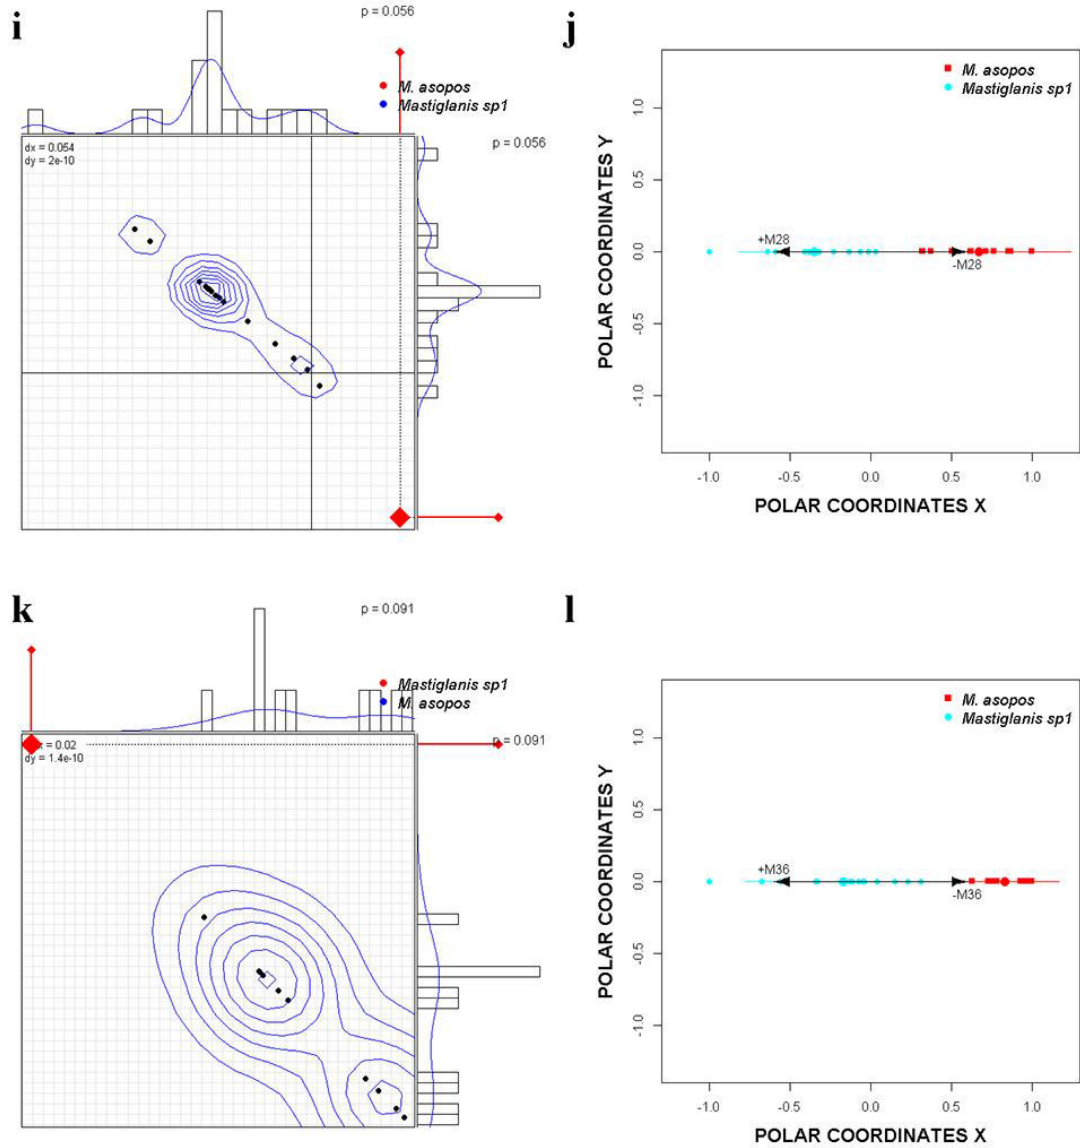 i
p = 0.056
M. asopos
Mastiglanis sp1
dx = 0.054
dy = 2e-10
p = 0.056
j
M. asopos
Mastiglanis sp1
POLAR COORDINATES Y
1.0
0.5
0.0
-0.5
-1.0
+M28
-M28
-1.0 -0.5 0.0 0.5 1.0
POLAR COORDINATES X
k
p = 0.091
Mastiglanis sp1
M. asopos
= 0.02
dy = 1.4e-10
p = 0.091
l
M. asopos
Mastiglanis sp1
POLAR COORDINATES Y
1.0
0.5
0.0
-0.5
-1.0
+M36
-M36
-1.0 -0.5 0.0 0.5 1.0
POLAR COORDINATES X